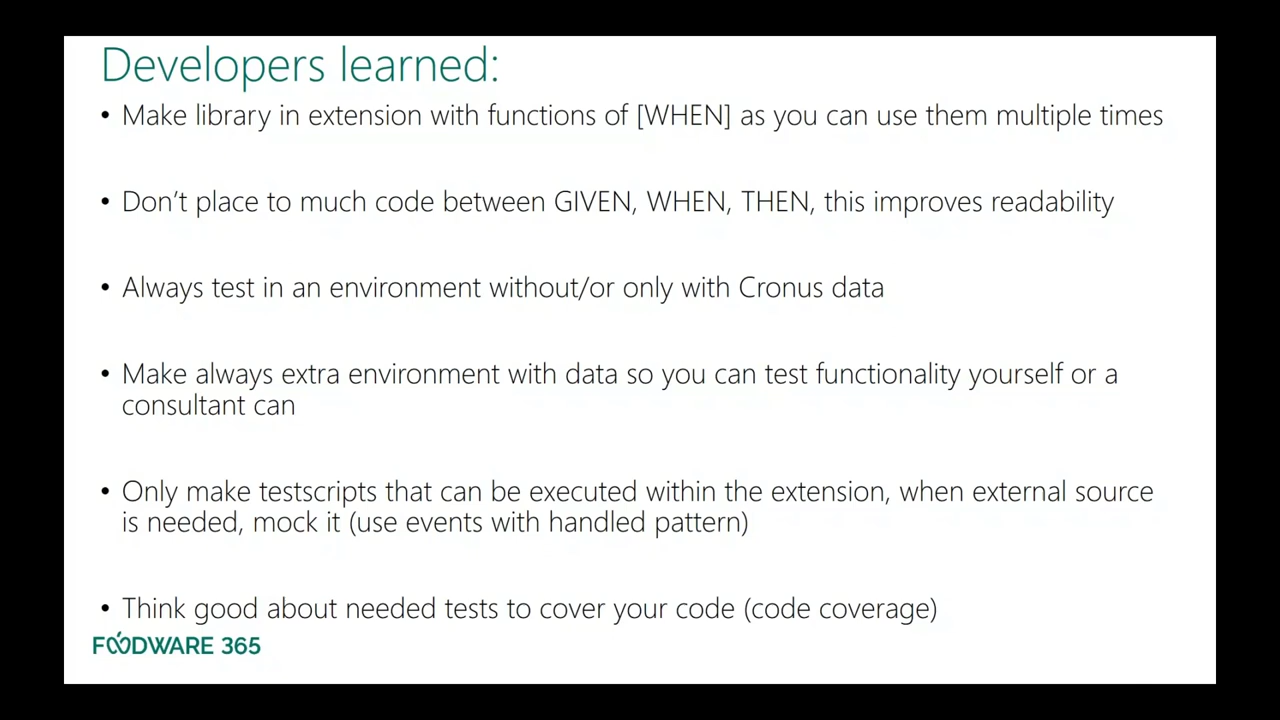 Developers learned:
• Make library in extension with functions of [WHEN] as you can use them multiple times
• Don't place to much code between GIVEN, WHEN, THEN, this improves readability
• Always test in an environment without/or only with Cronus data
• Make always extra environment with data so you can test functionality yourself or a
consultant can
• Only make testscripts that can be executed within the extension, when external source
is needed, mock it (use events with handled pattern)
• Think good about needed tests to cover your code (code coverage)
FOODWARE 365